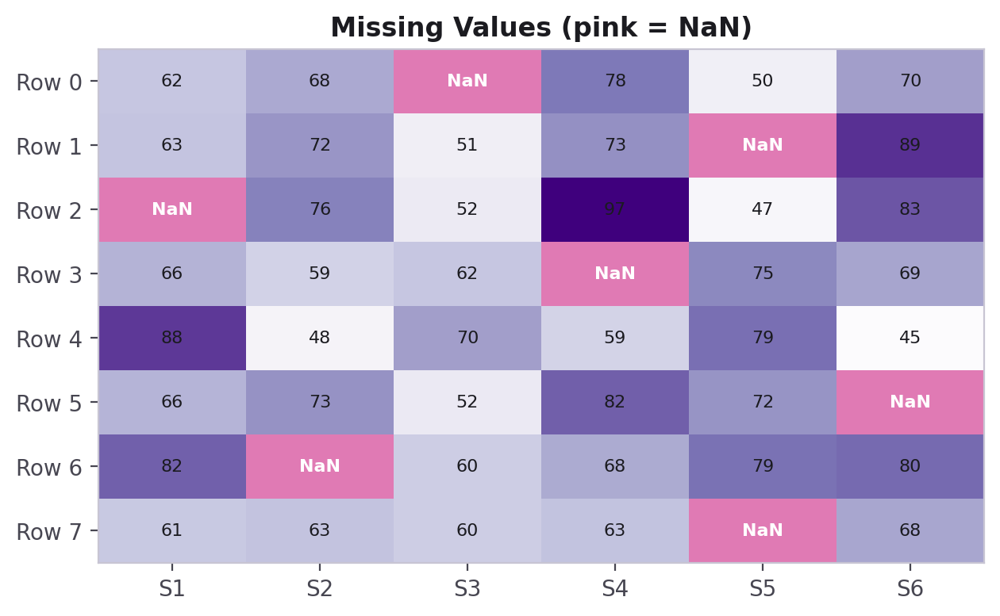 Missing Values (pink = NaN)
Row 0 62 68 NaN 78 50 70
Row 1 63 72 51 73 NaN 89
Row 2 NaN 76 52 97 47 83
Row 3 66 59 62 NaN 75 69
Row 4 88 48 70 59 79 45
Row 5 66 73 52 82 72 NaN
Row 6 82 NaN 60 68 79 80
Row 7 61 63 60 63 NaN 68
S1 S2 S3 S4 S5 S6